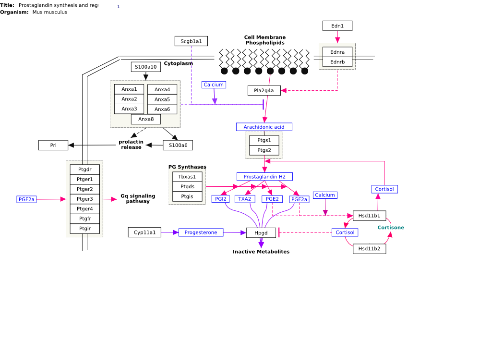 Title: Prostaglandin synthesis and reg-
Organism: Mus musculus
Edn1
Scgb1a1
Cell Membrane
Phospholipids
Ednra
Ednrb
Cytoplasm
S100a10
Calcium
Pla2g4a
Anxa1
Anxa4
Anxa2
Anxa5
Anxa3
Anxa6
Anxa8
Arachidonic acid
Prl
prolactin
release
S100a6
Ptgs1
Ptgs2
PG Synthases
Tbxas1
Ptgds
Ptgis
Prostaglandin H2
Ptgdr
Ptger1
Ptger2
Ptger3
Ptger4
Ptgfr
Ptgir
PGF2a
Gq signaling
pathway
PGI2
TXA2
PGE2
PGF2a
Calcium
Cortisol
Hsd11b1
Cortisone
Cyp11a1
Progesterone
Hpgd
Cortisol
Hsd11b2
Inactive Metabolites